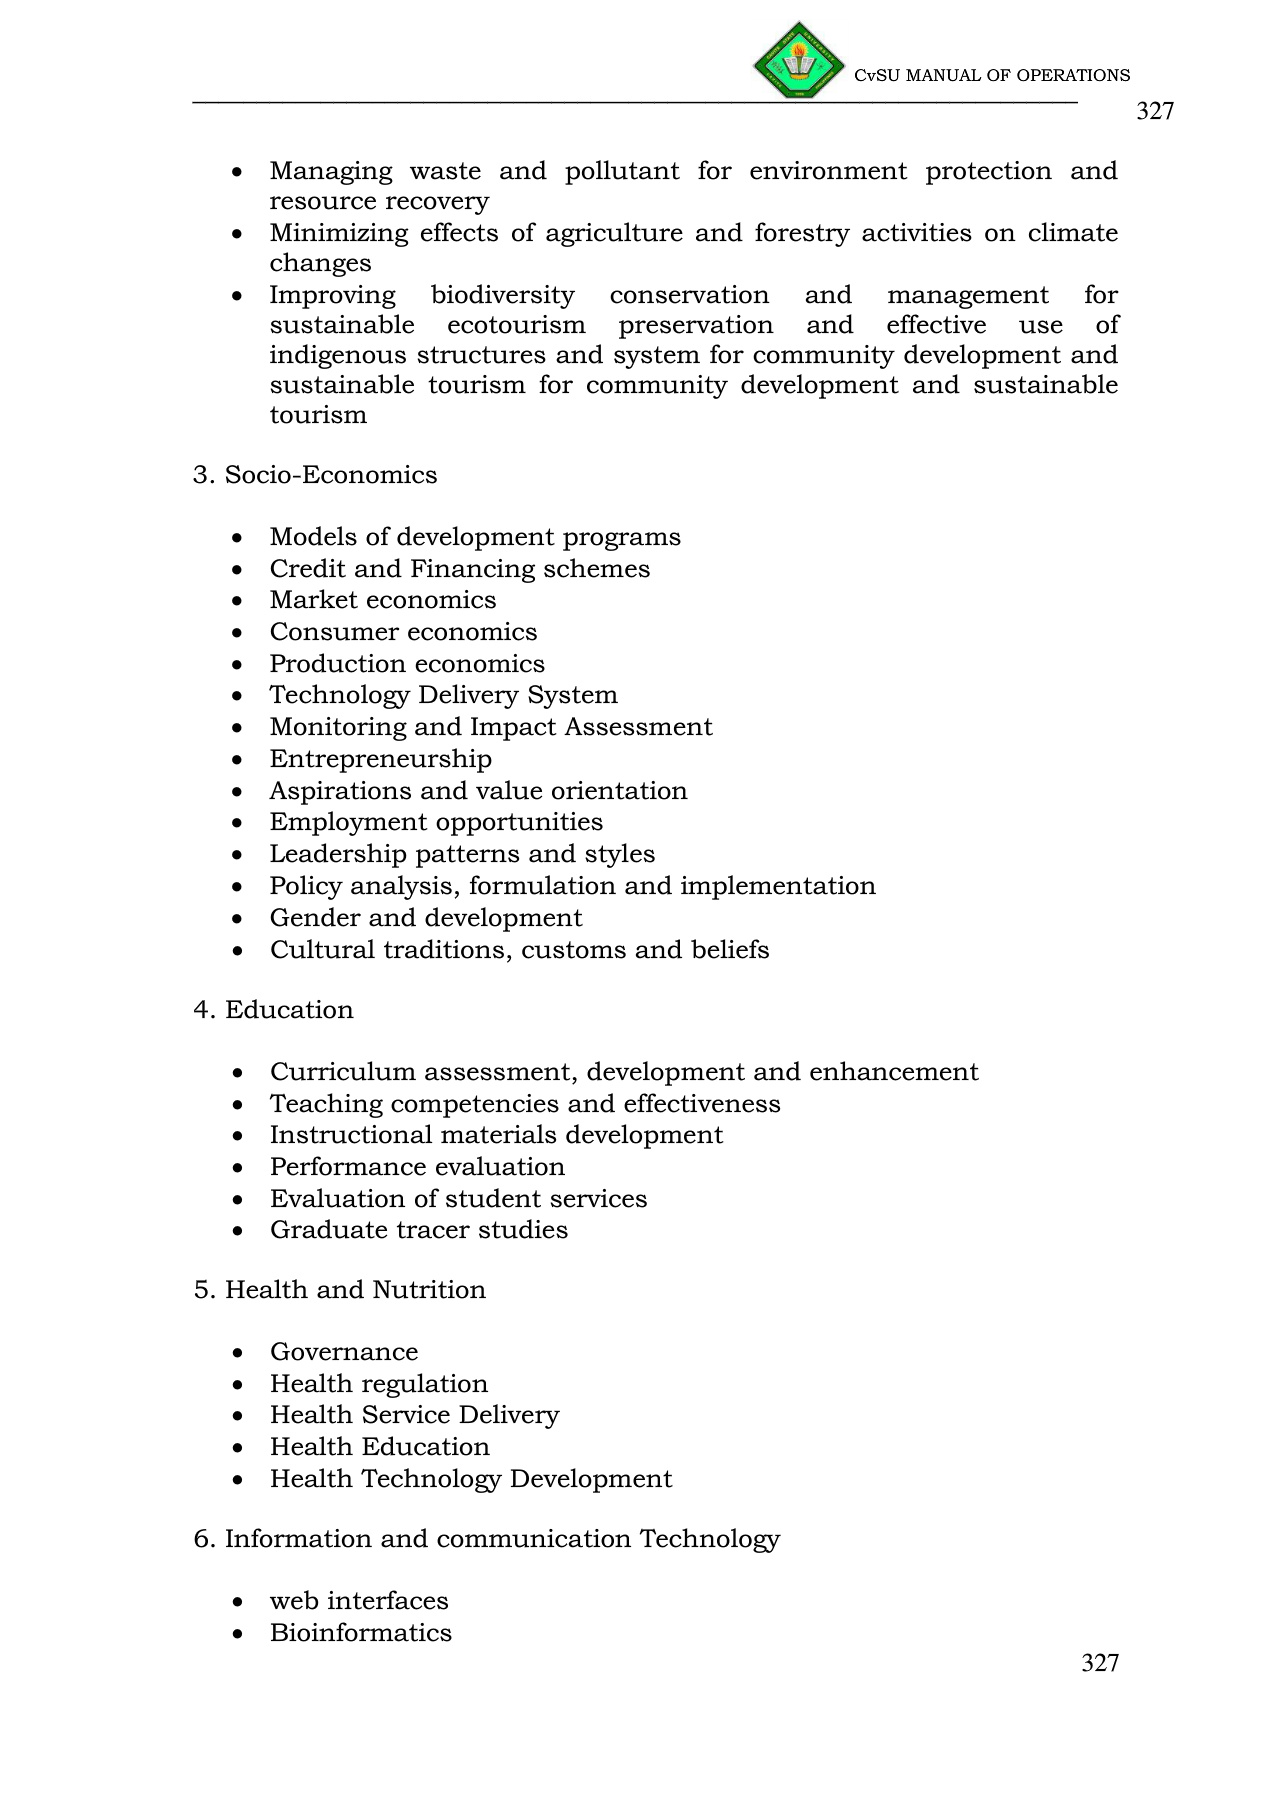 CvSU MANUAL OF OPERATIONS
327
• Managing waste and pollutant for environment protection and
resource recovery
• Minimizing effects of agriculture and forestry activities on climate
changes
• Improving biodiversity conservation and management for
sustainable ecotourism preservation and effective use of
indigenous structures and system for community development and
sustainable tourism for community development and sustainable
tourism
3. Socio-Economics
• Models of development programs
• Credit and Financing schemes
• Market economics
• Consumer economics
• Production economics
• Technology Delivery System
• Monitoring and Impact Assessment
• Entrepreneurship
• Aspirations and value orientation
• Employment opportunities
• Leadership patterns and styles
• Policy analysis, formulation and implementation
• Gender and development
• Cultural traditions, customs and beliefs
4. Education
• Curriculum assessment, development and enhancement
• Teaching competencies and effectiveness
• Instructional materials development
• Performance evaluation
• Evaluation of student services
• Graduate tracer studies
5. Health and Nutrition
• Governance
• Health regulation
• Health Service Delivery
• Health Education
• Health Technology Development
6. Information and communication Technology
• web interfaces
• Bioinformatics
327